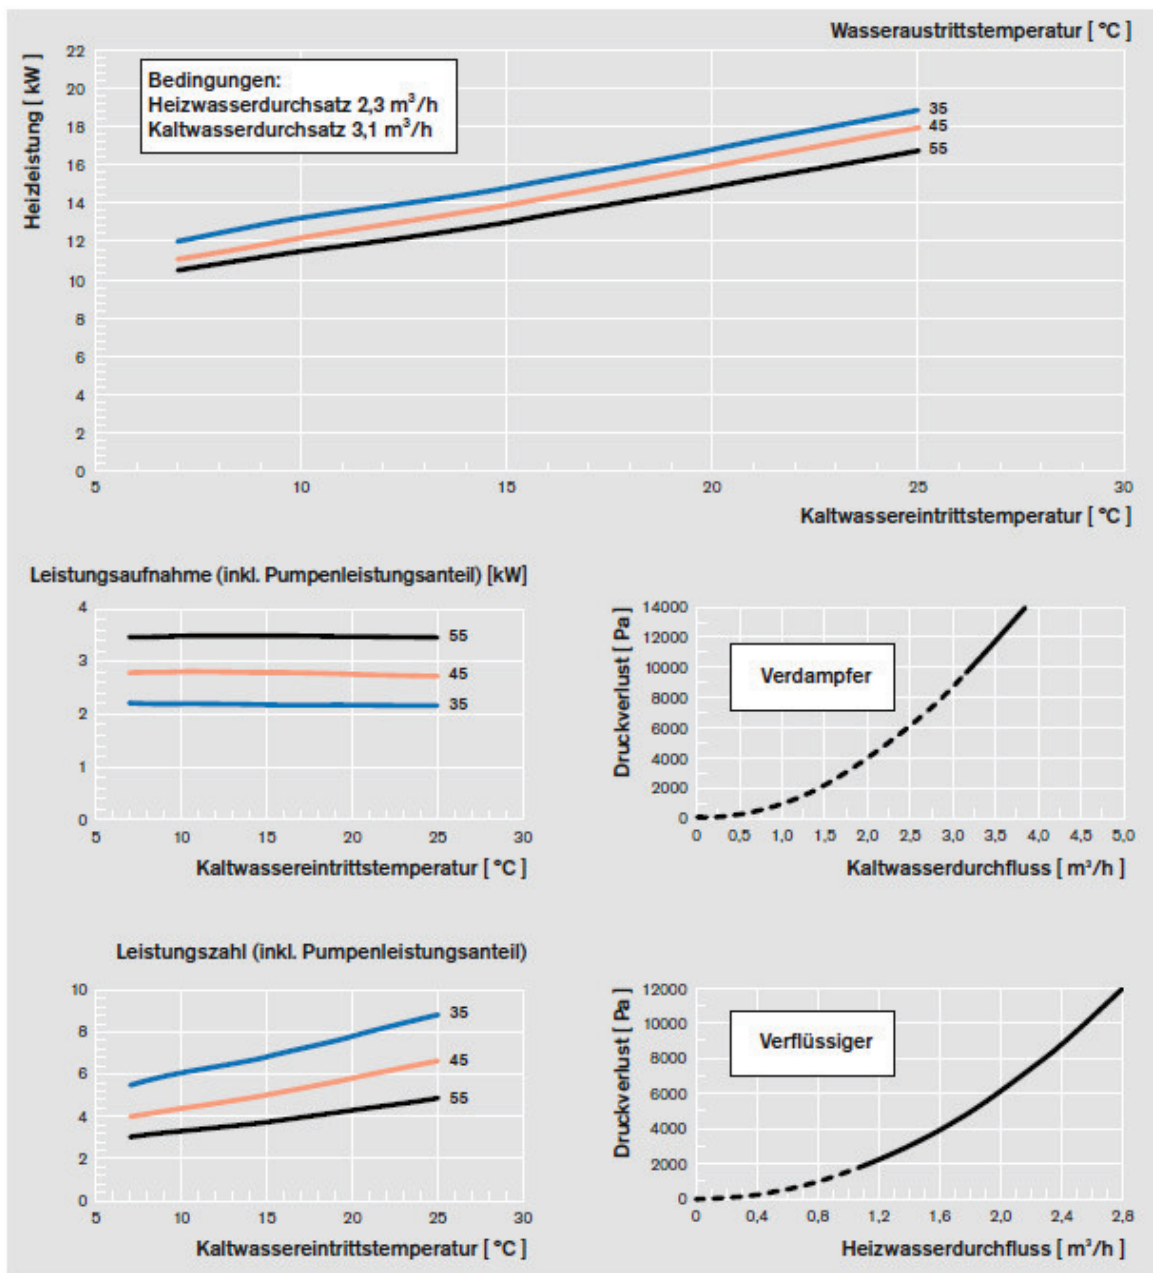 Wasseraustrittstemperatur [ °C ]
Heizleistung [ kW ]
22
20
18
16
14
12
10
8
6
4
2
0
Bedingungen:
Heizwasserdurchsatz 2,3 m³/h
Kaltwasserdurchsatz 3,1 m³/h
35
45
55
5 10 15 20 25 30
Kaltwassereintrittstemperatur [ °C ]
Leistungsaufnahme (inkl. Pumpenleistungsanteil) [kW]
4
3
2
1
0
55
45
35
5 10 15 20 25 30
Kaltwassereintrittstemperatur [ °C ]
Druckverlust [ Pa ]
14000
12000
10000
8000
6000
4000
2000
0
Verdampfer
0 0,5 1,0 1,5 2,0 2,5 3,0 3,5 4,0 4,5 5,0
Kaltwasserdurchfluss [ m³/h ]
Leistungszahl (inkl. Pumpenleistungsanteil)
10
8
6
4
2
0
35
45
55
5 10 15 20 25 30
Kaltwassereintrittstemperatur [ °C ]
Druckverlust [ Pa ]
12000
10000
8000
6000
4000
2000
0
Verflüssiger
0 0,4 0,8 1,2 1,6 2,0 2,4 2,8
Heizwasserdurchfluss [ m³/h ]